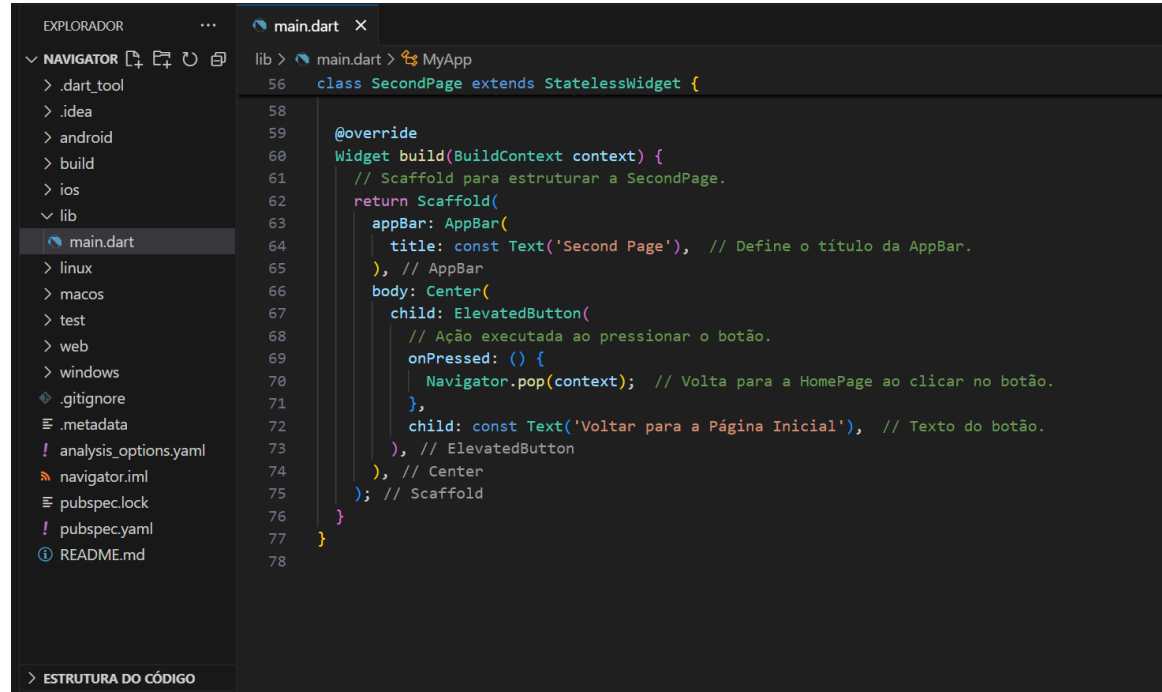 EXPLORADOR ...
NAVIGATOR
.dart_tool
.idea
android
build
ios
lib
main.dart
linux
macos
test
web
windows
.gitignore
.metadata
! analysis_options.yaml
navigator.iml
pubspec.lock
! pubspec.yaml
README.md
ESTRUTURA DO CÓDIGO
main.dart
lib > main.dart > MyApp
56 class SecondPage extends StatelessWidget {
58
59 @override
60 Widget build(BuildContext context) {
61 // Scaffold para estruturar a SecondPage.
62 return Scaffold(
63 appBar: AppBar(
64 title: const Text('Second Page'), // Define o título da AppBar.
65 ), // AppBar
66 body: Center(
67 child: ElevatedButton(
68 // Ação executada ao pressionar o botão.
69 onPressed: () {
70 Navigator.pop(context); // Volta para a HomePage ao clicar no botão.
71 },
72 child: const Text('Voltar para a Página Inicial'), // Texto do botão.
73 ), // ElevatedButton
74 ), // Center
75 ); // Scaffold
76 }
77 }
78